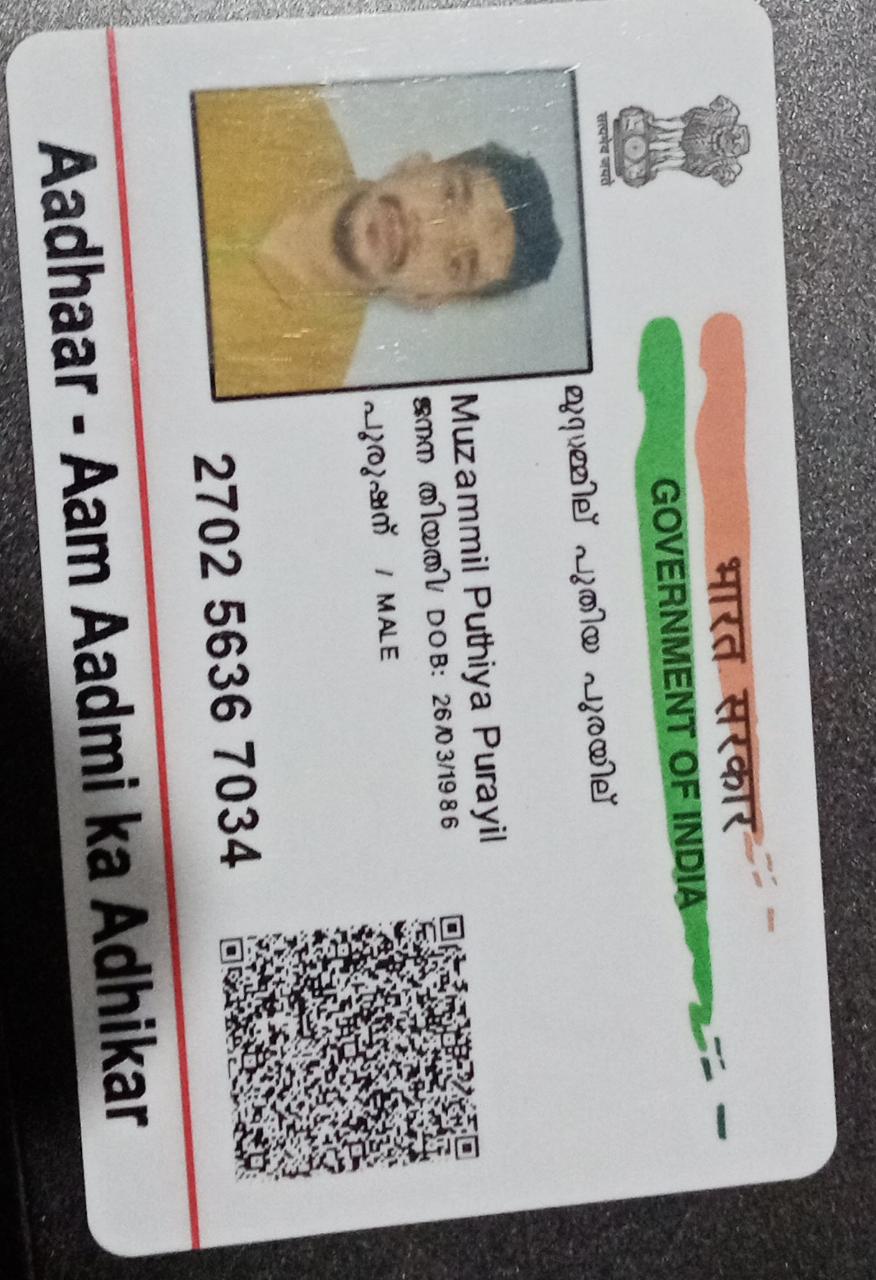 सत्यमेव जयते
भारत सरकार
GOVERNMENT OF INDIA
മുസമ്മില് പുതിയ പുരയില്
Muzammil Puthiya Purayil
ജനന തിയതി/ DOB: 26/03/1986
പുരുഷന് / MALE
2702 5636 7034
Aadhaar - Aam Aadmi ka Adhikar